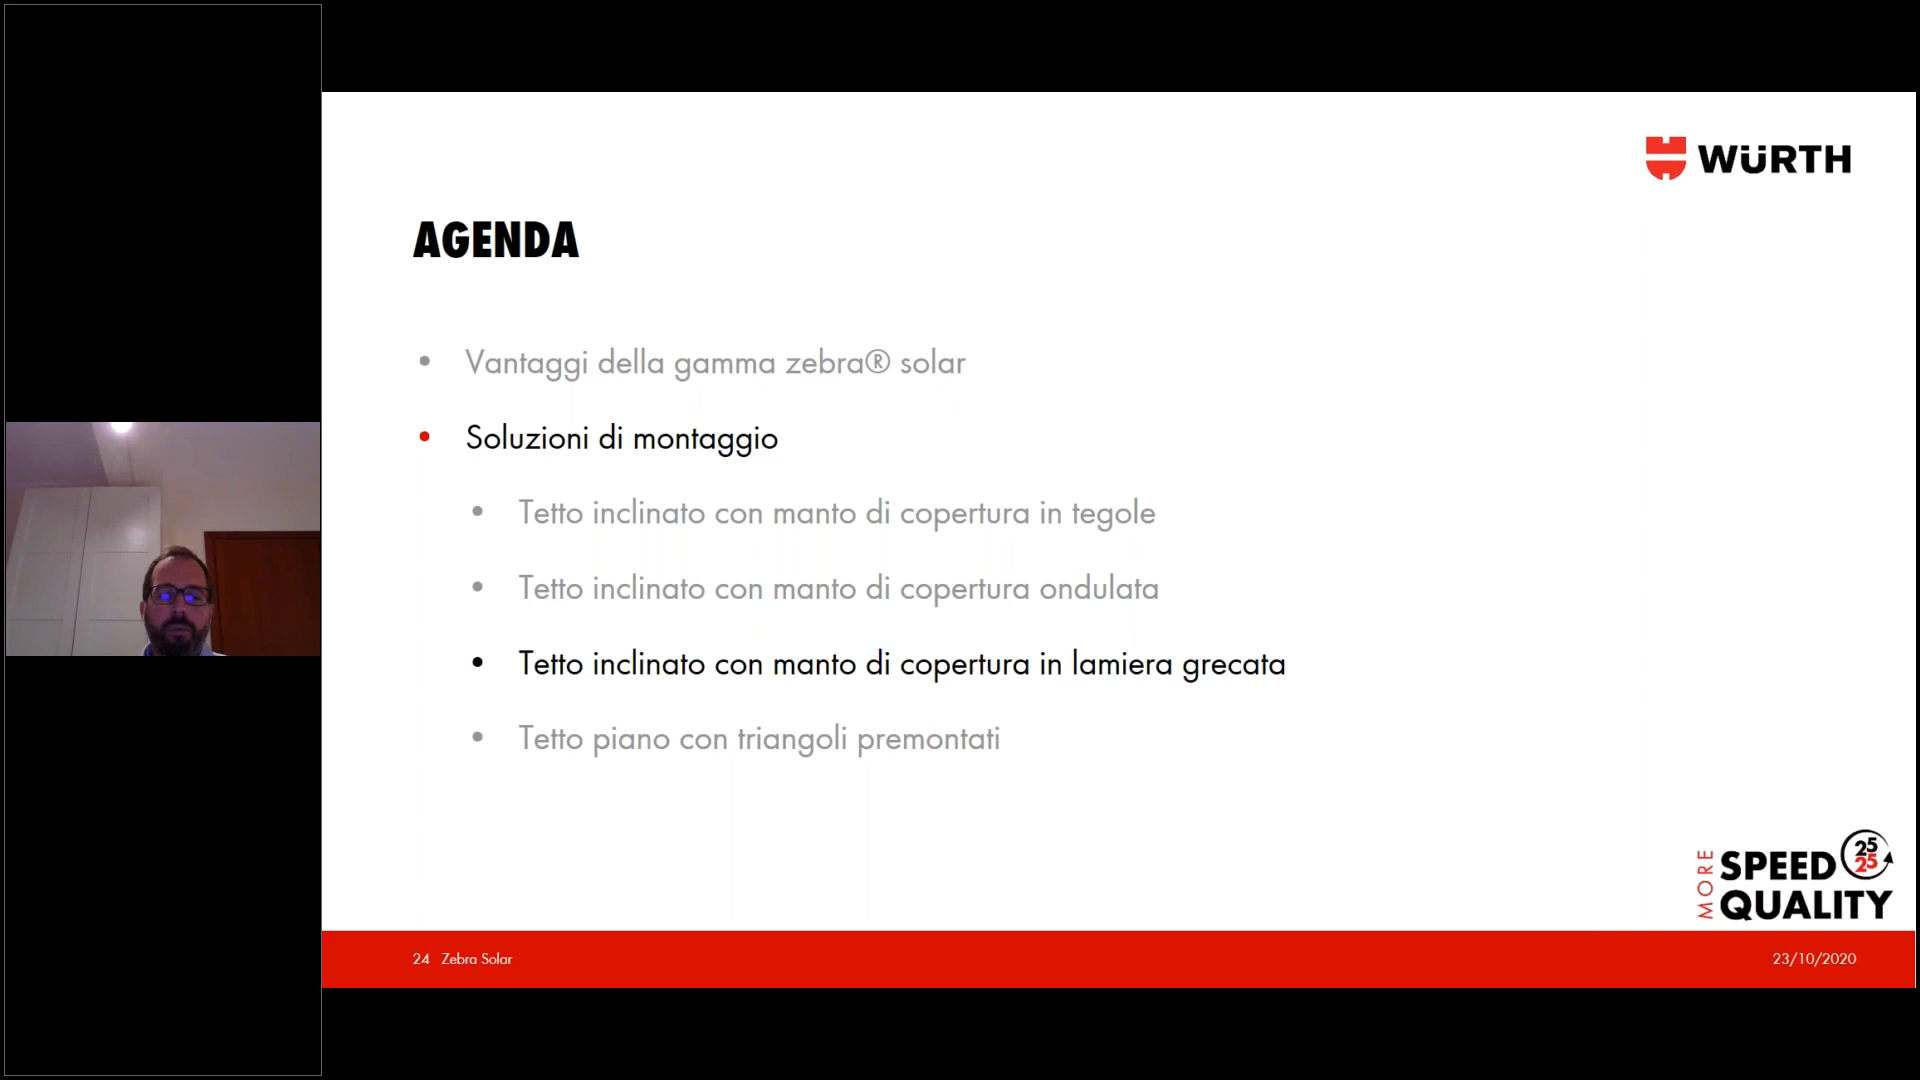 WÜRTH
AGENDA
• Vantaggi della gamma zebra® solar
• Soluzioni di montaggio
• Tetto inclinato con manto di copertura in tegole
• Tetto inclinato con manto di copertura ondulata
• Tetto inclinato con manto di copertura in lamiera grecata
• Tetto piano con triangoli premontati
MORE
SPEED
25
25
QUALITY
24 Zebra Solar
23/10/2020